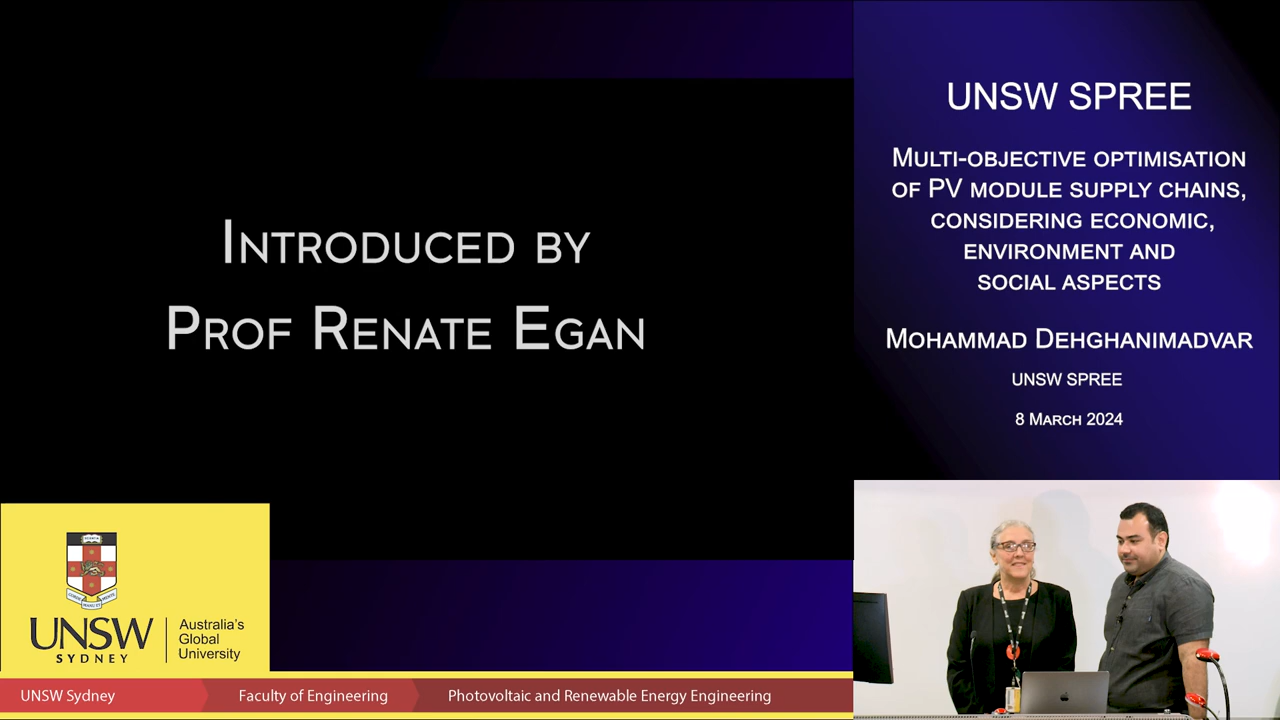 Introduced by
Prof Renate Egan
UNSW SPREE
Multi-objective optimisation
of PV module supply chains,
considering economic,
environment and
social aspects
Mohammad Dehghanimadvar
UNSW SPREE
8 March 2024
UNSW
SYDNEY
Australia's
Global
University
UNSW Sydney
Faculty of Engineering
Photovoltaic and Renewable Energy Engineering